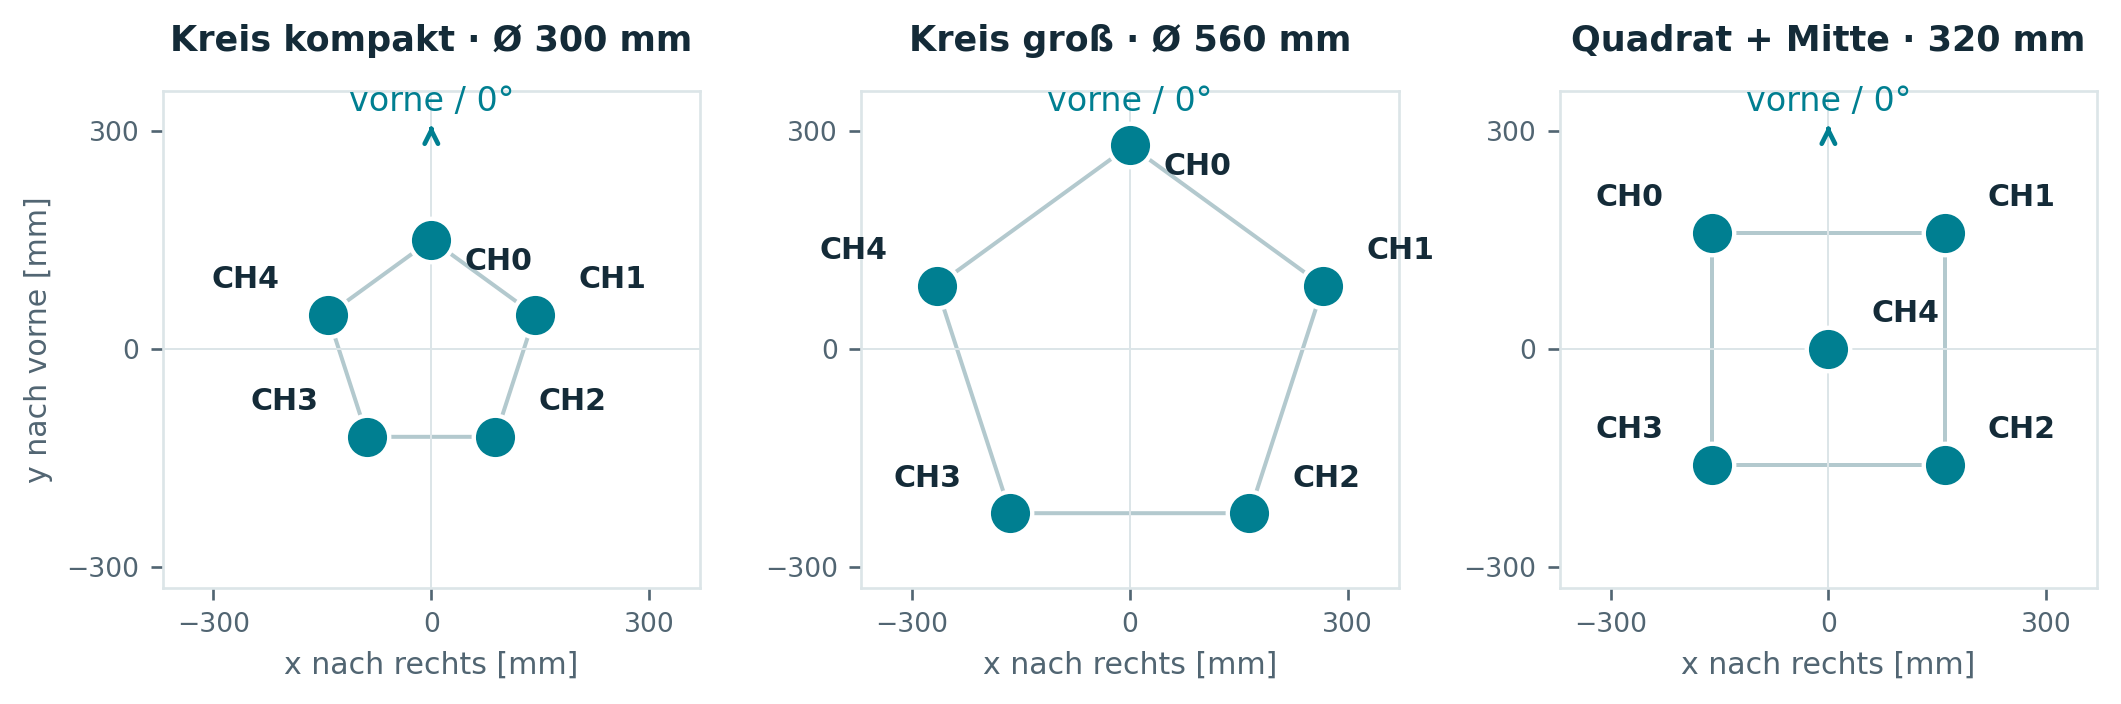 Kreis kompakt · Ø 300 mm
vorne / 0°
300
0
−300
y nach vorne [mm]
CH0
CH1
CH4
CH3
CH2
−300
0
300
x nach rechts [mm]
Kreis groß · Ø 560 mm
vorne / 0°
300
0
−300
CH0
CH4
CH1
CH3
CH2
−300
0
300
x nach rechts [mm]
Quadrat + Mitte · 320 mm
vorne / 0°
300
0
−300
CH0
CH1
CH4
CH3
CH2
−300
0
300
x nach rechts [mm]